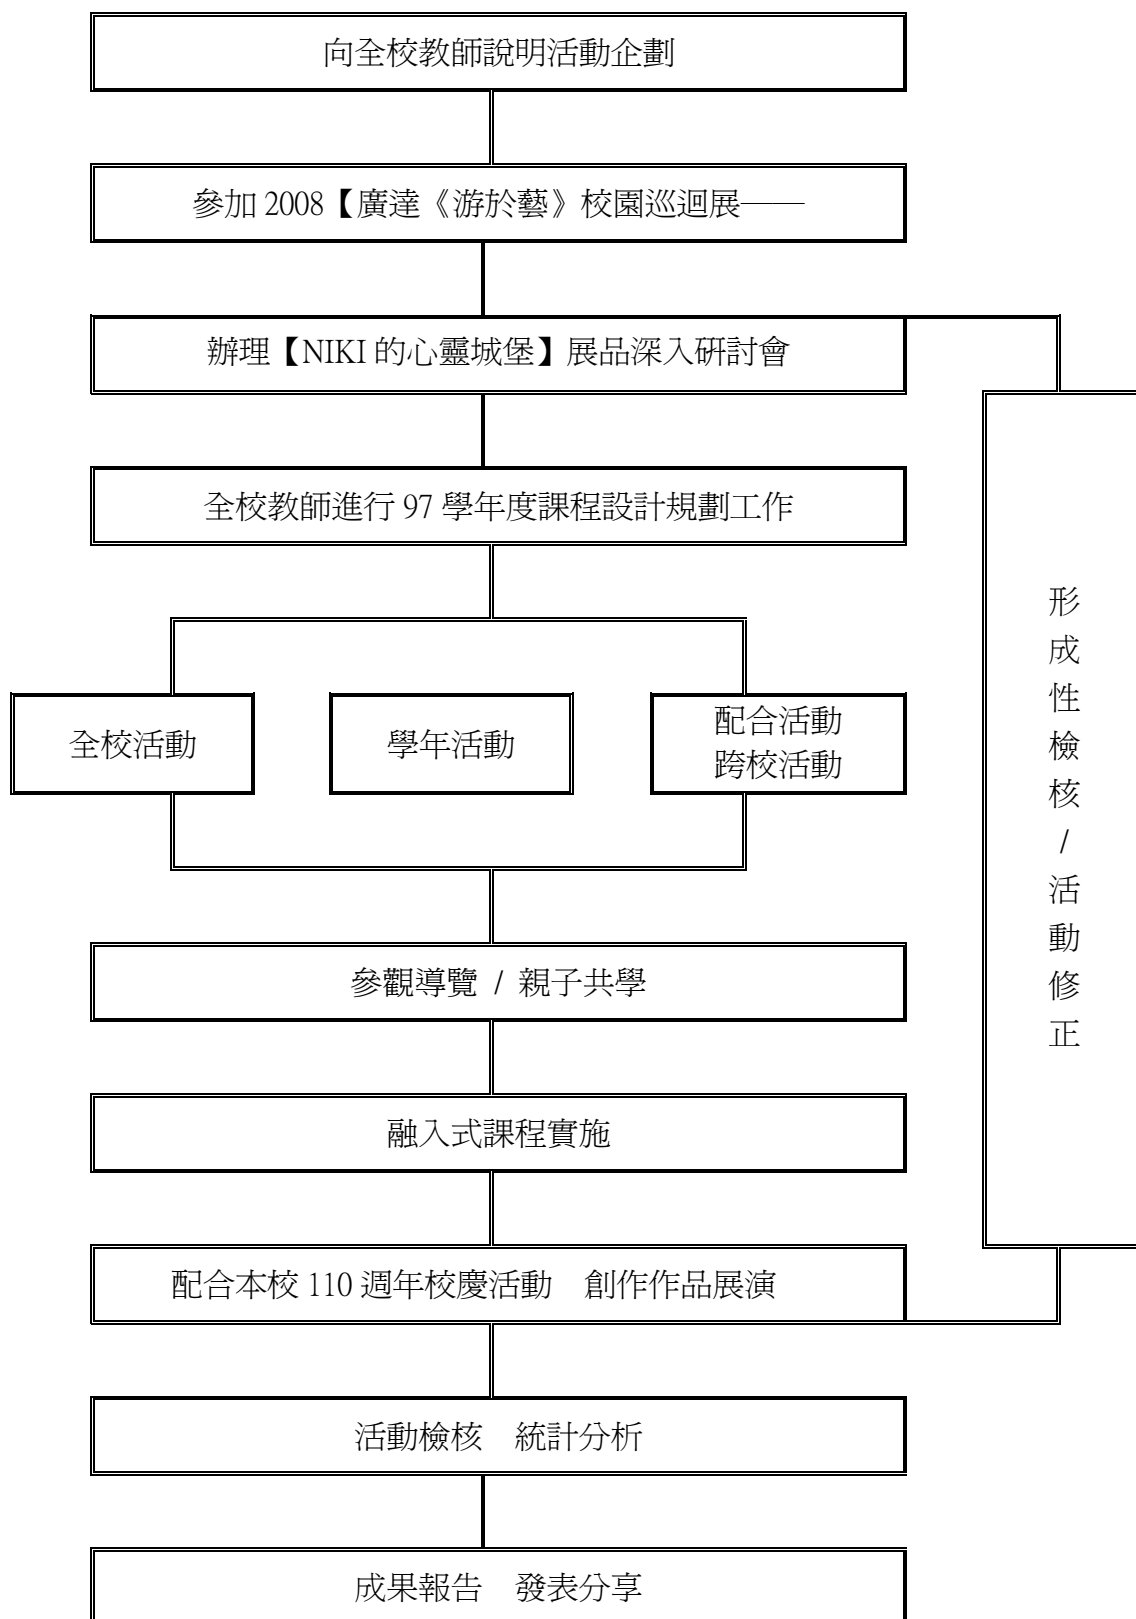 向全校教師說明活動企劃
參加 2008【廣達《游於藝》校園巡迴展——
辦理【NIKI 的心靈城堡】展品深入研討會
全校教師進行 97 學年度課程設計規劃工作
全校活動
學年活動
配合活動
跨校活動
參觀導覽 / 親子共學
融入式課程實施
配合本校 110 週年校慶活動　創作作品展演
活動檢核　統計分析
成果報告　發表分享
形成性檢核/活動修正